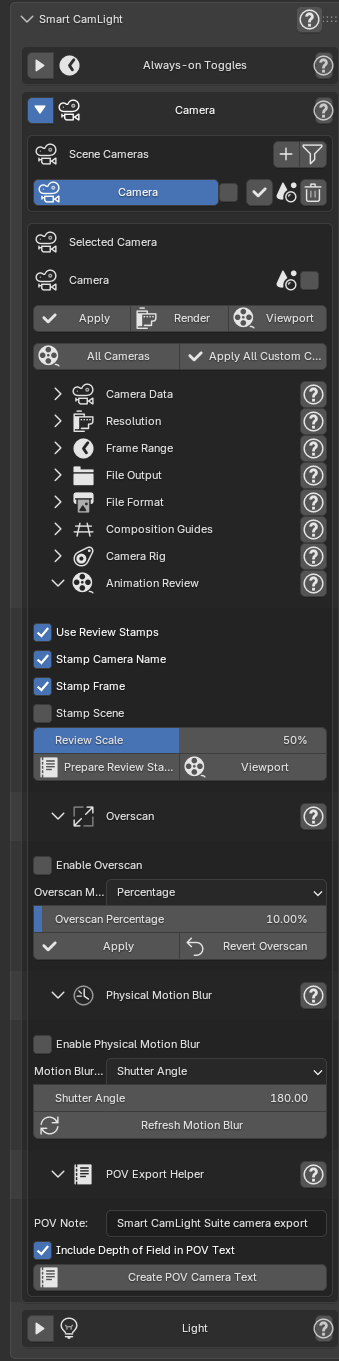 Smart CamLight
Always-on Toggles
Camera
Scene Cameras
Camera
Selected Camera
Camera
Apply Render Viewport
All Cameras Apply All Custom C...
Camera Data
Resolution
Frame Range
File Output
File Format
Composition Guides
Camera Rig
Animation Review
Use Review Stamps
Stamp Camera Name
Stamp Frame
Stamp Scene
Review Scale 50%
Prepare Review Sta... Viewport
Overscan
Enable Overscan
Overscan M... Percentage
Overscan Percentage 10.00%
Apply Revert Overscan
Physical Motion Blur
Enable Physical Motion Blur
Motion Blur... Shutter Angle
Shutter Angle 180.00
Refresh Motion Blur
POV Export Helper
POV Note: Smart CamLight Suite camera export
Include Depth of Field in POV Text
Create POV Camera Text
Light